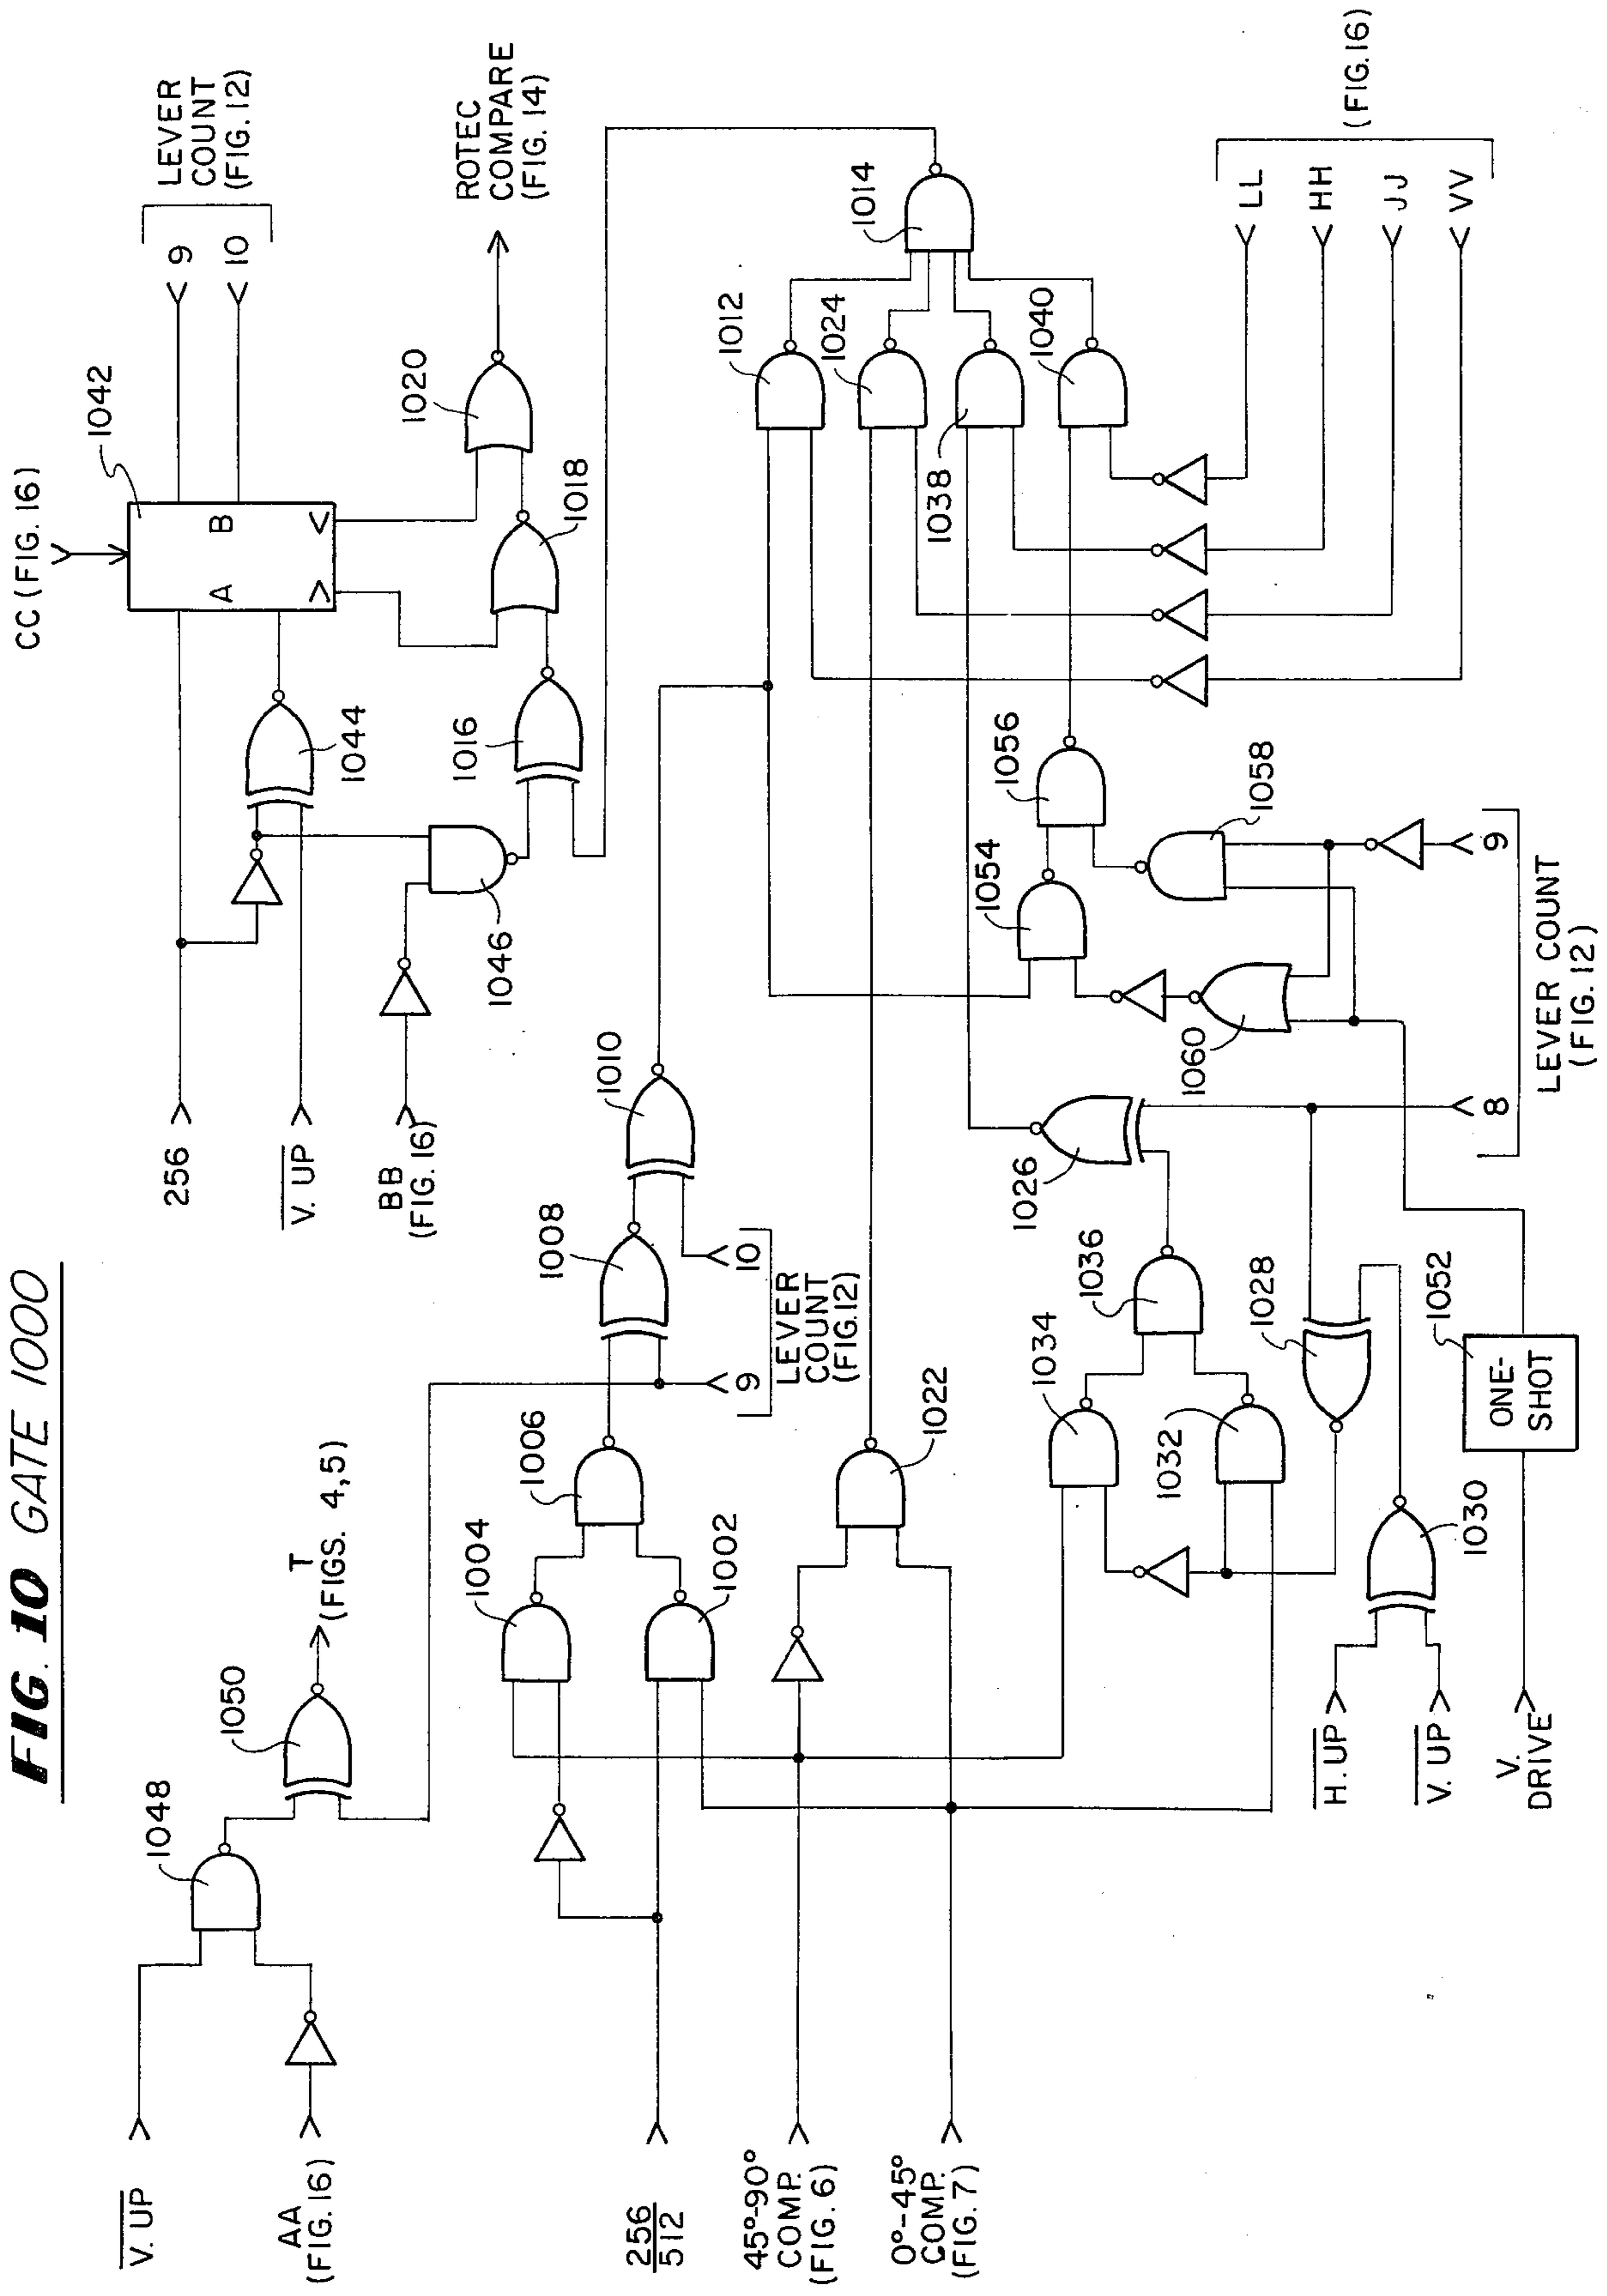 FIG. 10 GATE 1000
V. UP
AA
(FIG. 16)
1048
1050
T
(FIGS. 4,5)
256
512
45°-90°
COMP.
(FIG. 6)
0°-45°
COMP.
(FIG. 7)
1004
1002
1006
1008
1010
9
10
LEVER
COUNT
(FIG.12)
1022
256
V. UP
BB
(FIG. 16)
1044
1046
1016
1018
1020
CC (FIG. 16)
1042
A
B
>
<
9
10
LEVER
COUNT
(FIG. 12)
ROTEC
COMPARE
(FIG. 14)
1012
1024
1038
1040
1014
LL
HH
JJ
VV
(FIG. 16)
H. UP
V. UP
V.
DRIVE
1030
1028
1032
1034
1036
1026
1052
ONE-
SHOT
1060
1054
1056
1058
8
9
LEVER COUNT
(FIG. 12)